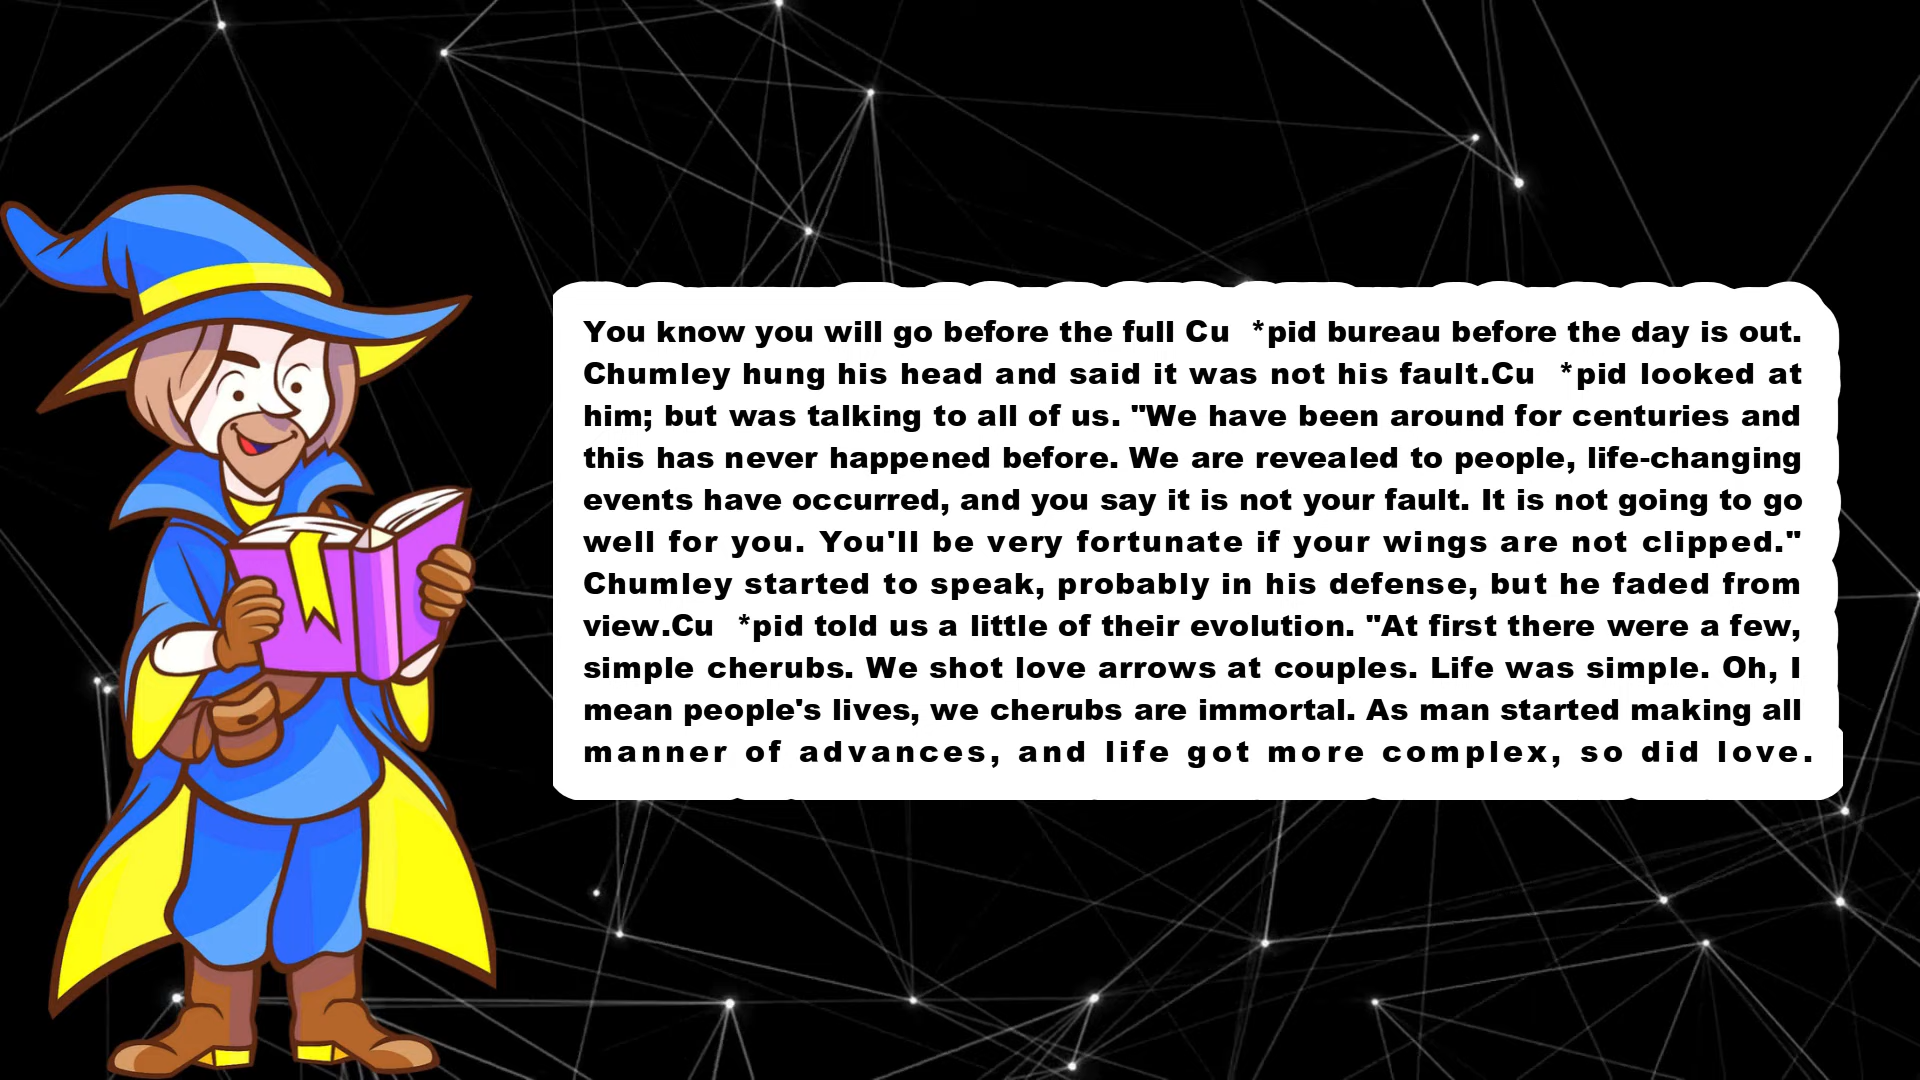 You know you will go before the full Cu  *pid bureau before the day is out.
Chumley hung his head and said it was not his fault.Cu  *pid looked at
him; but was talking to all of us. "We have been around for centuries and
this has never happened before. We are revealed to people, life-changing
events have occurred, and you say it is not your fault. It is not going to go
well for you. You'll be very fortunate if your wings are not clipped."
Chumley started to speak, probably in his defense, but he faded from
view.Cu  *pid told us a little of their evolution. "At first there were a few,
simple cherubs. We shot love arrows at couples. Life was simple. Oh, I
mean people's lives, we cherubs are immortal. As man started making all
manner of advances, and life got more complex, so did love.